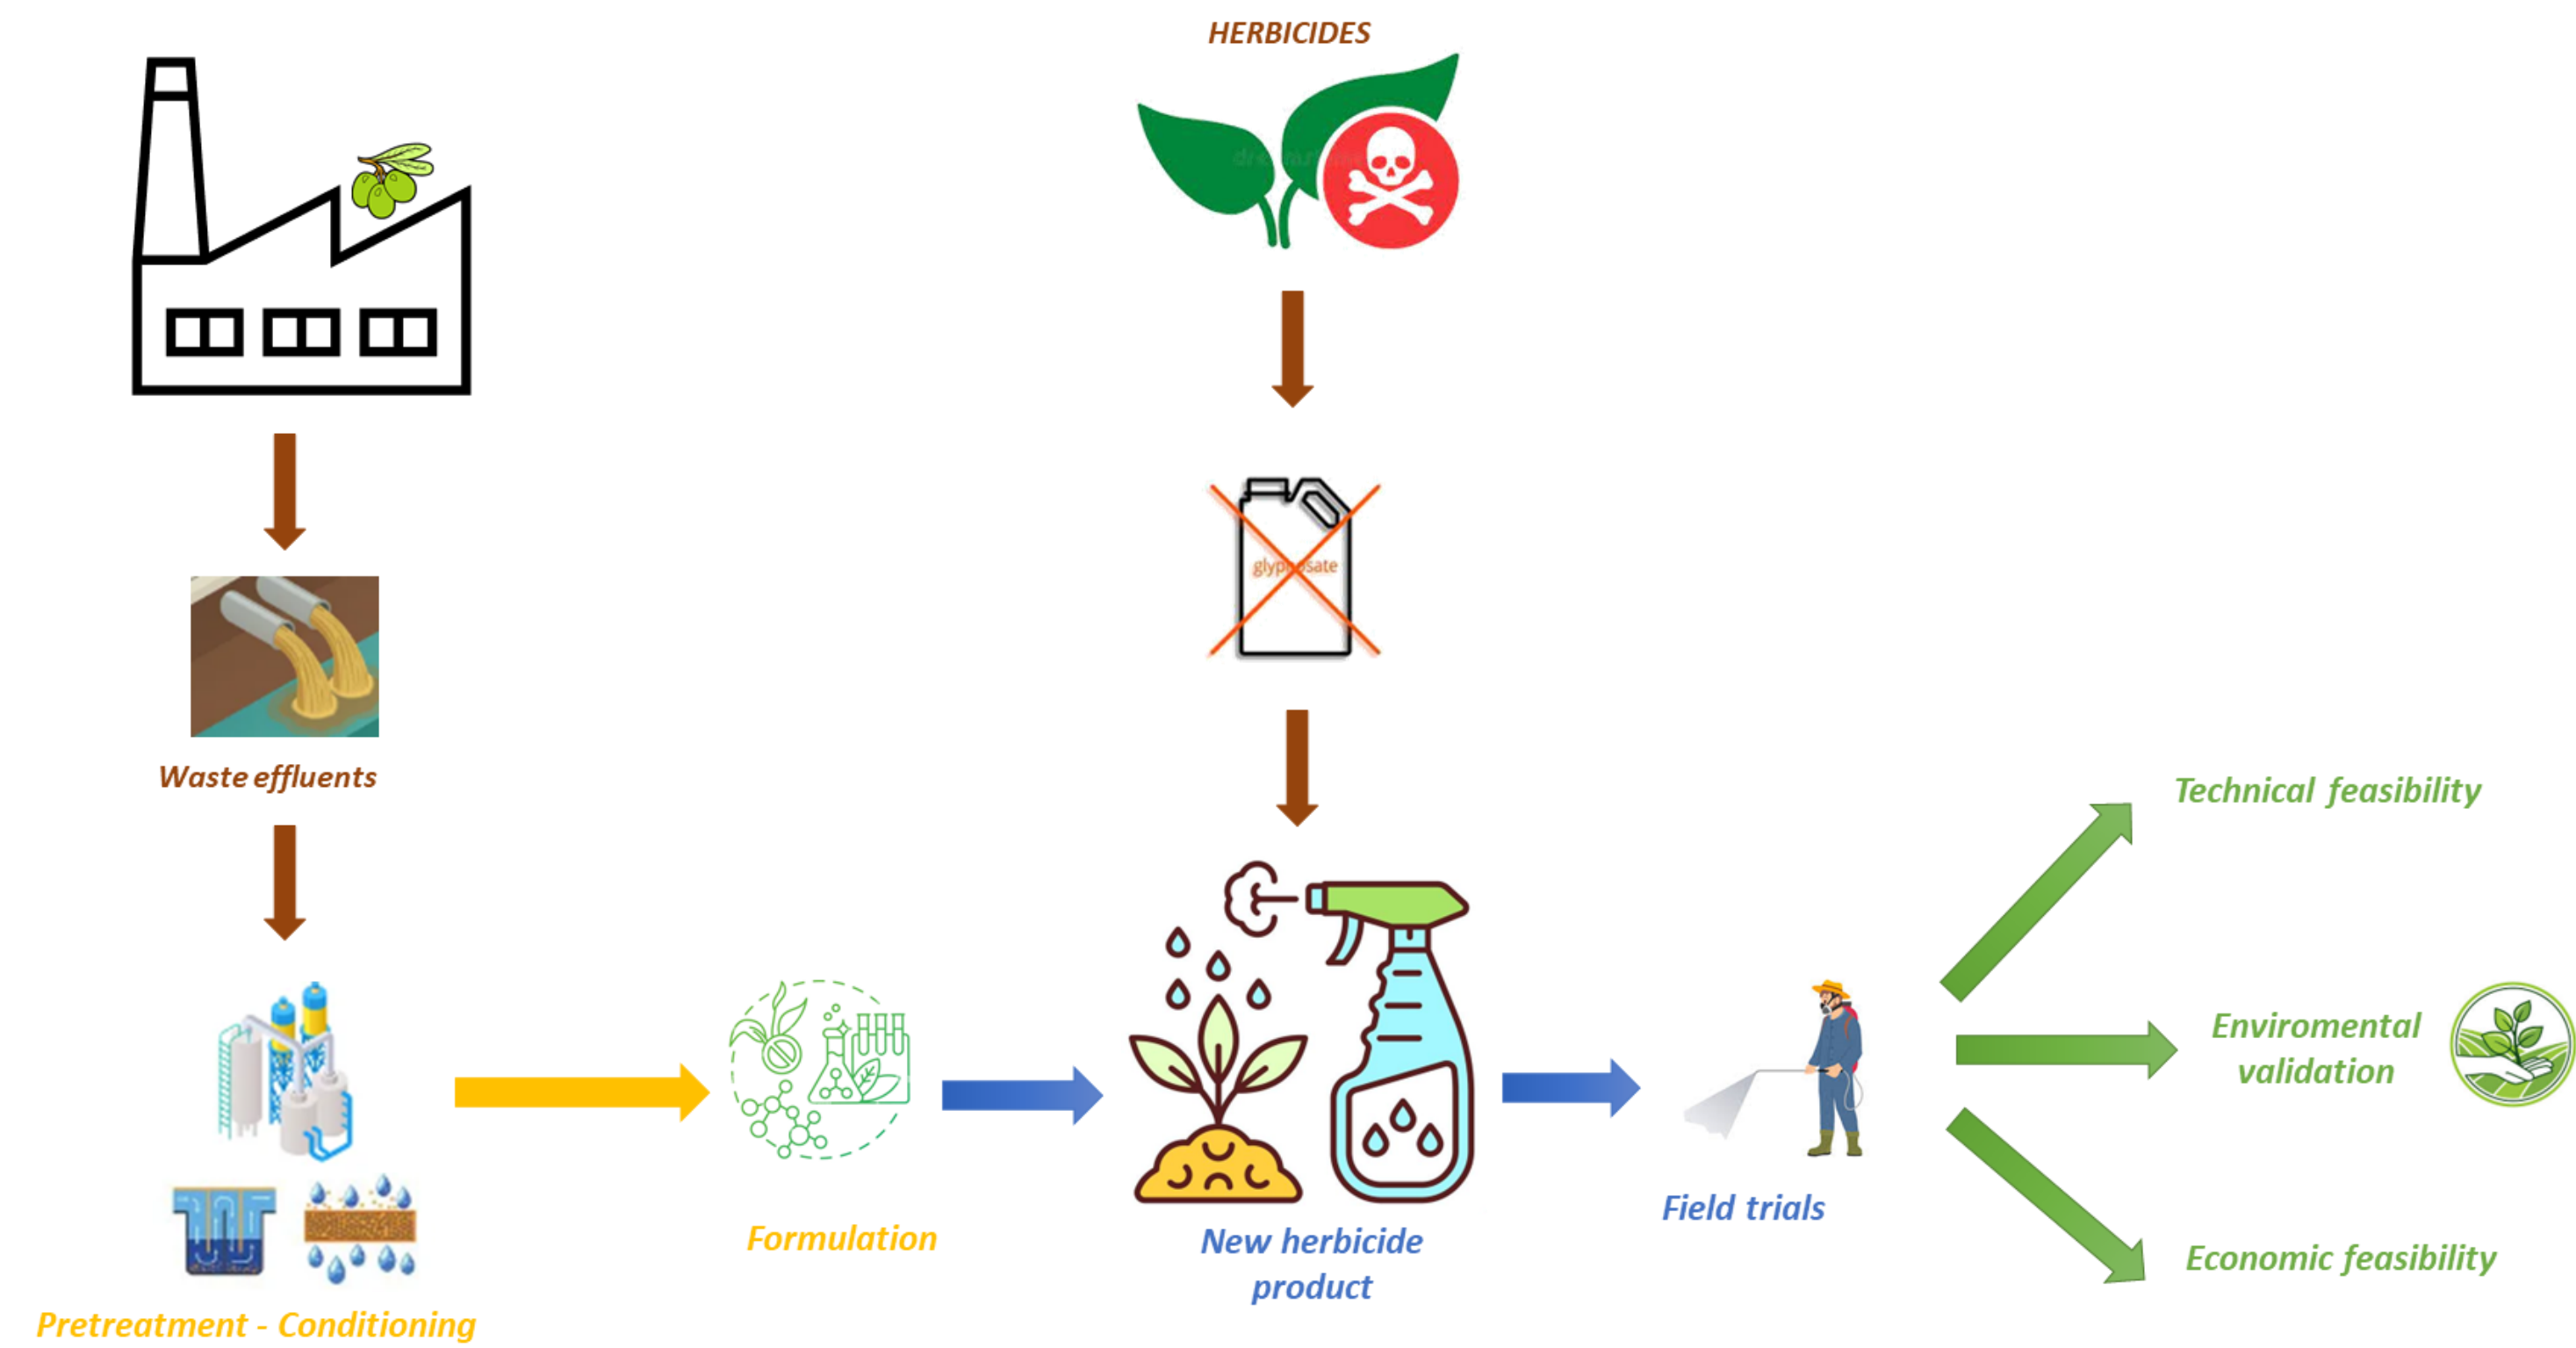 HERBICIDES
glyphosate
Waste effluents
Technical feasibility
Enviromental
validation
Field trials
Formulation
New herbicide
product
Economic feasibility
Pretreatment - Conditioning